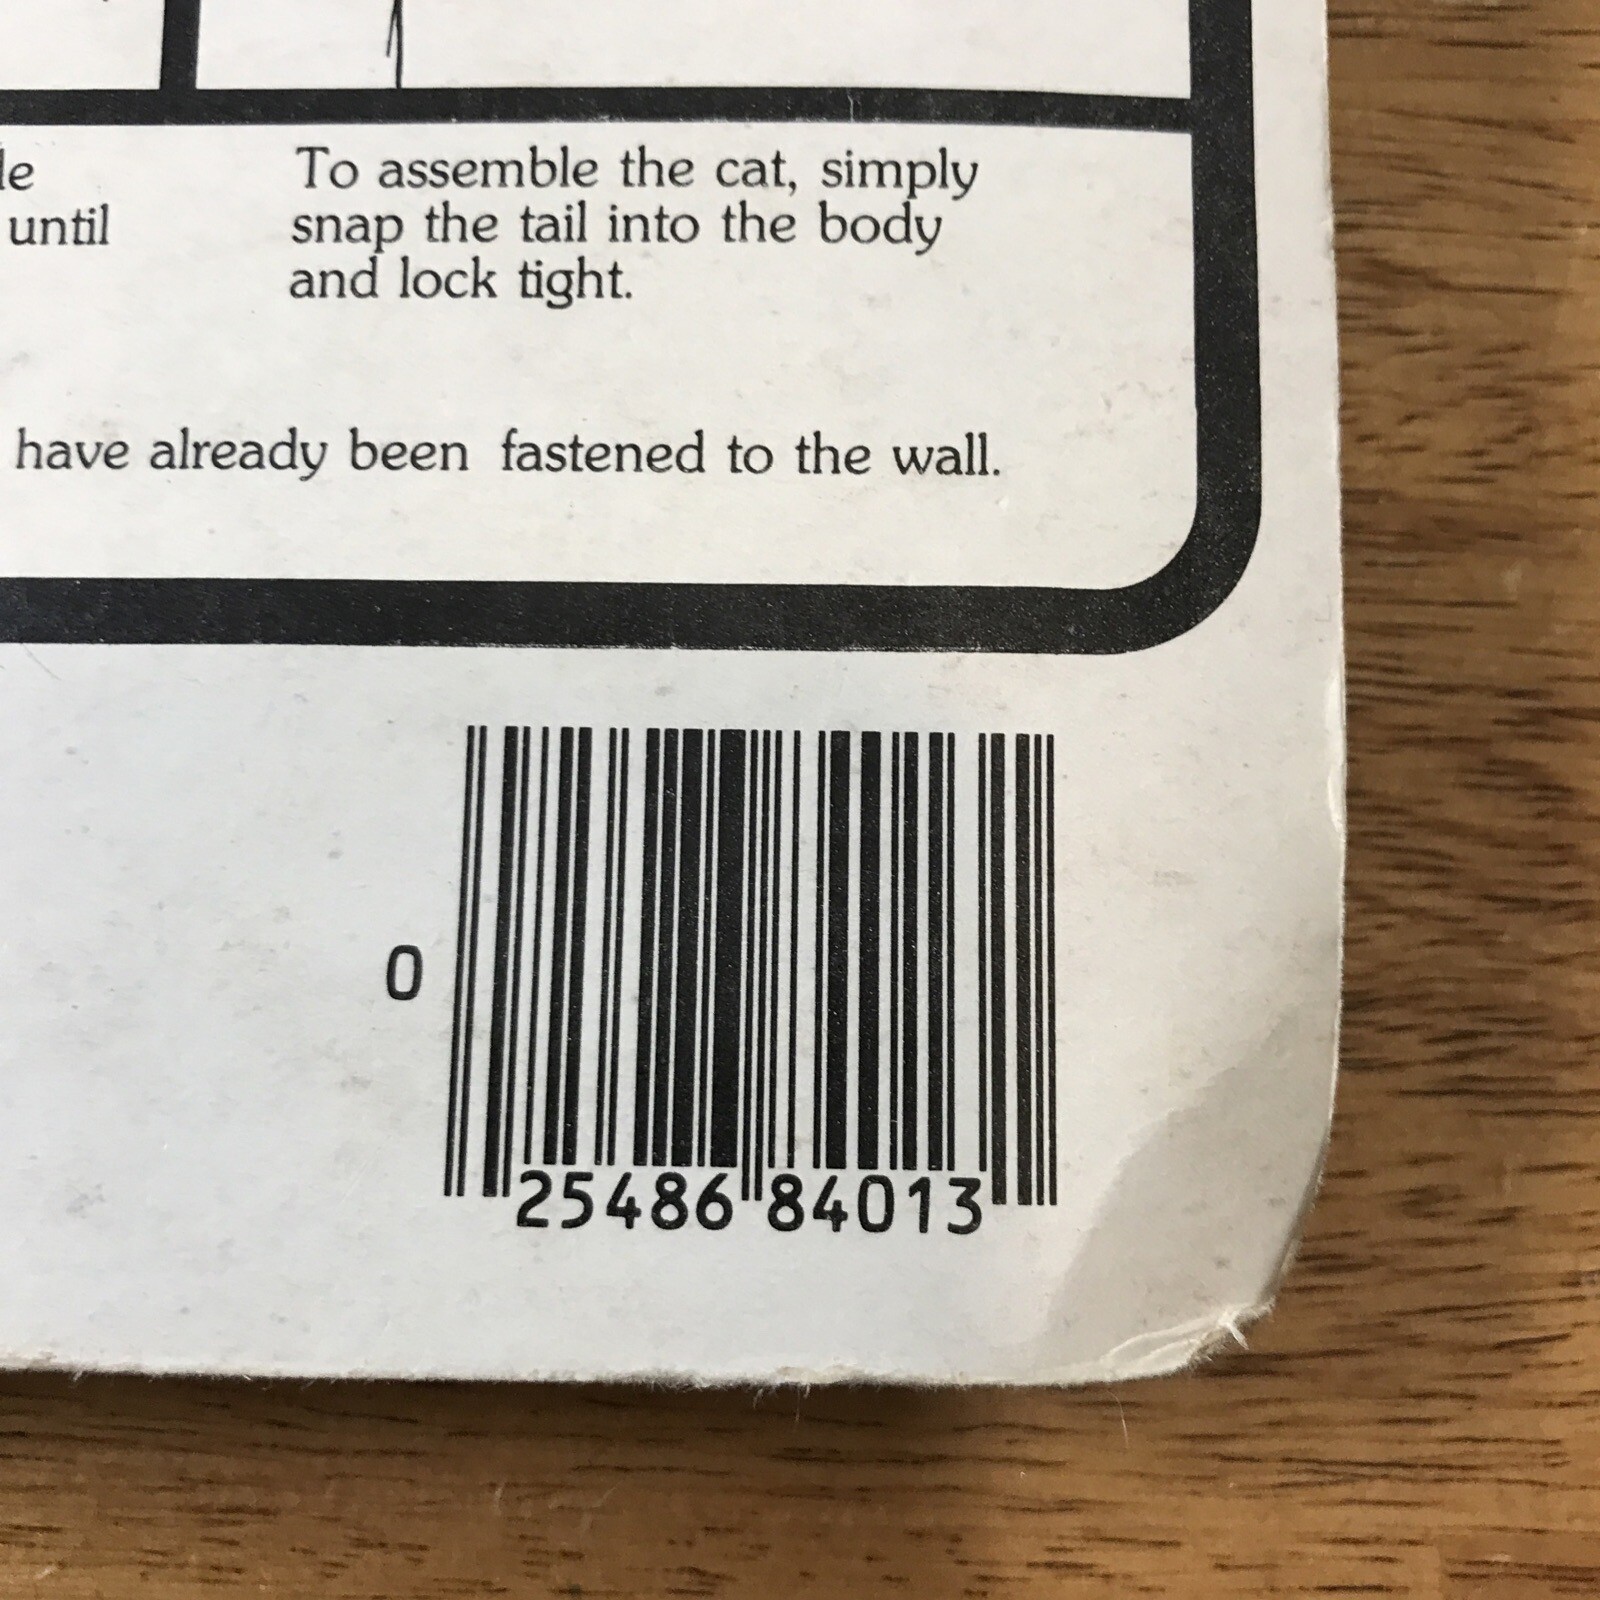 le
until
To assemble the cat, simply
snap the tail into the body
and lock tight.
have already been fastened to the wall.
0 25486 84013